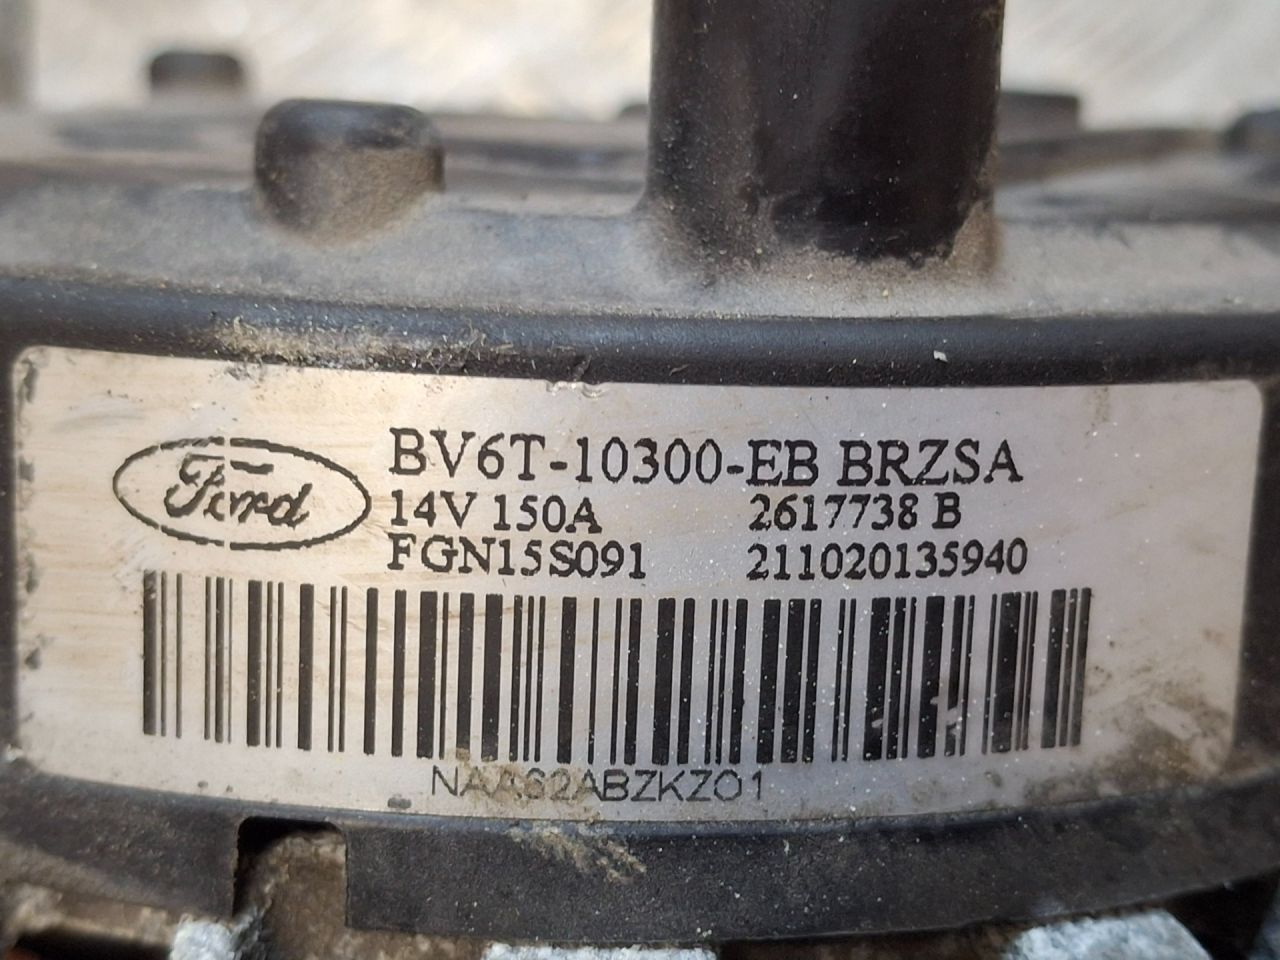 Ford
BV6T-10300-EB BRZSA
14V 150A 2617738 B
FGN15S091 211020135940
NAA62ABZKZ01